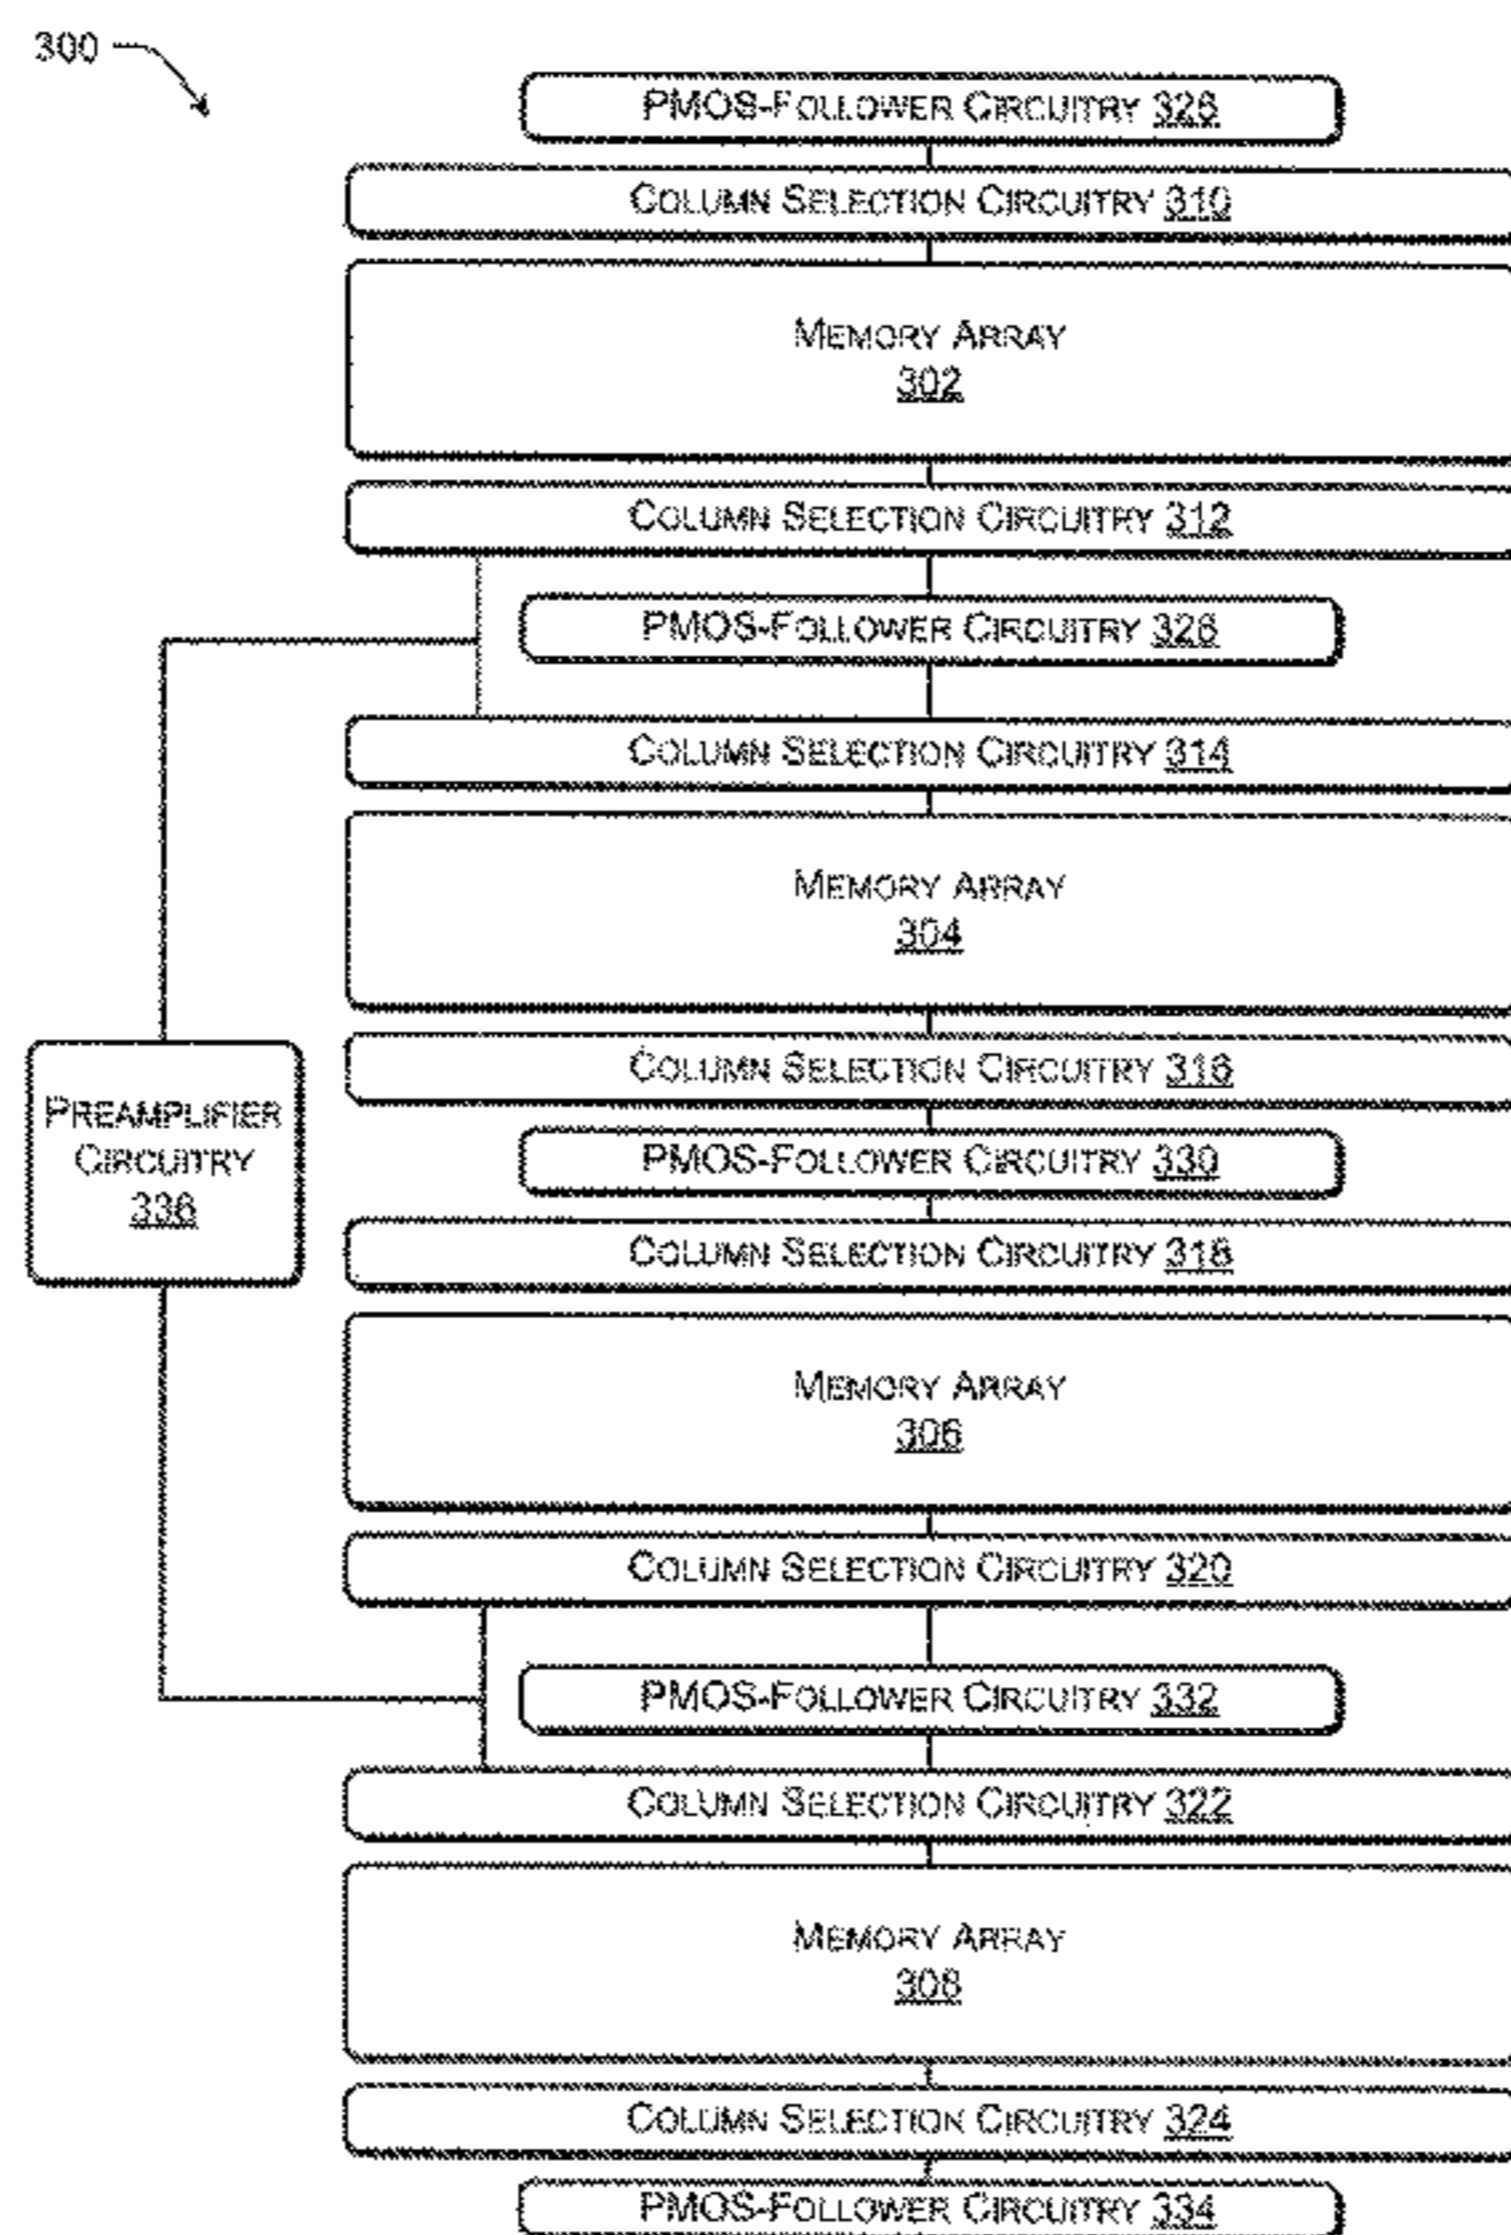 300
PMOS-FOLLOWER CIRCUITRY 326
COLUMN SELECTION CIRCUITRY 310
MEMORY ARRAY
302
COLUMN SELECTION CIRCUITRY 312
PMOS-FOLLOWER CIRCUITRY 328
COLUMN SELECTION CIRCUITRY 314
MEMORY ARRAY
304
COLUMN SELECTION CIRCUITRY 316
PREAMPLIFIER
CIRCUITRY
336
PMOS-FOLLOWER CIRCUITRY 330
COLUMN SELECTION CIRCUITRY 318
MEMORY ARRAY
306
COLUMN SELECTION CIRCUITRY 320
PMOS-FOLLOWER CIRCUITRY 332
COLUMN SELECTION CIRCUITRY 322
MEMORY ARRAY
308
COLUMN SELECTION CIRCUITRY 324
PMOS-FOLLOWER CIRCUITRY 334